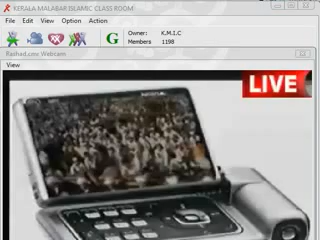 KERALA MALABAR ISLAMIC CLASS ROOM
File Edit View Option Action
G Owner: K.M.I.C
Members 1198
Rashad.cms Webcam
View
LIVE
NOKIA